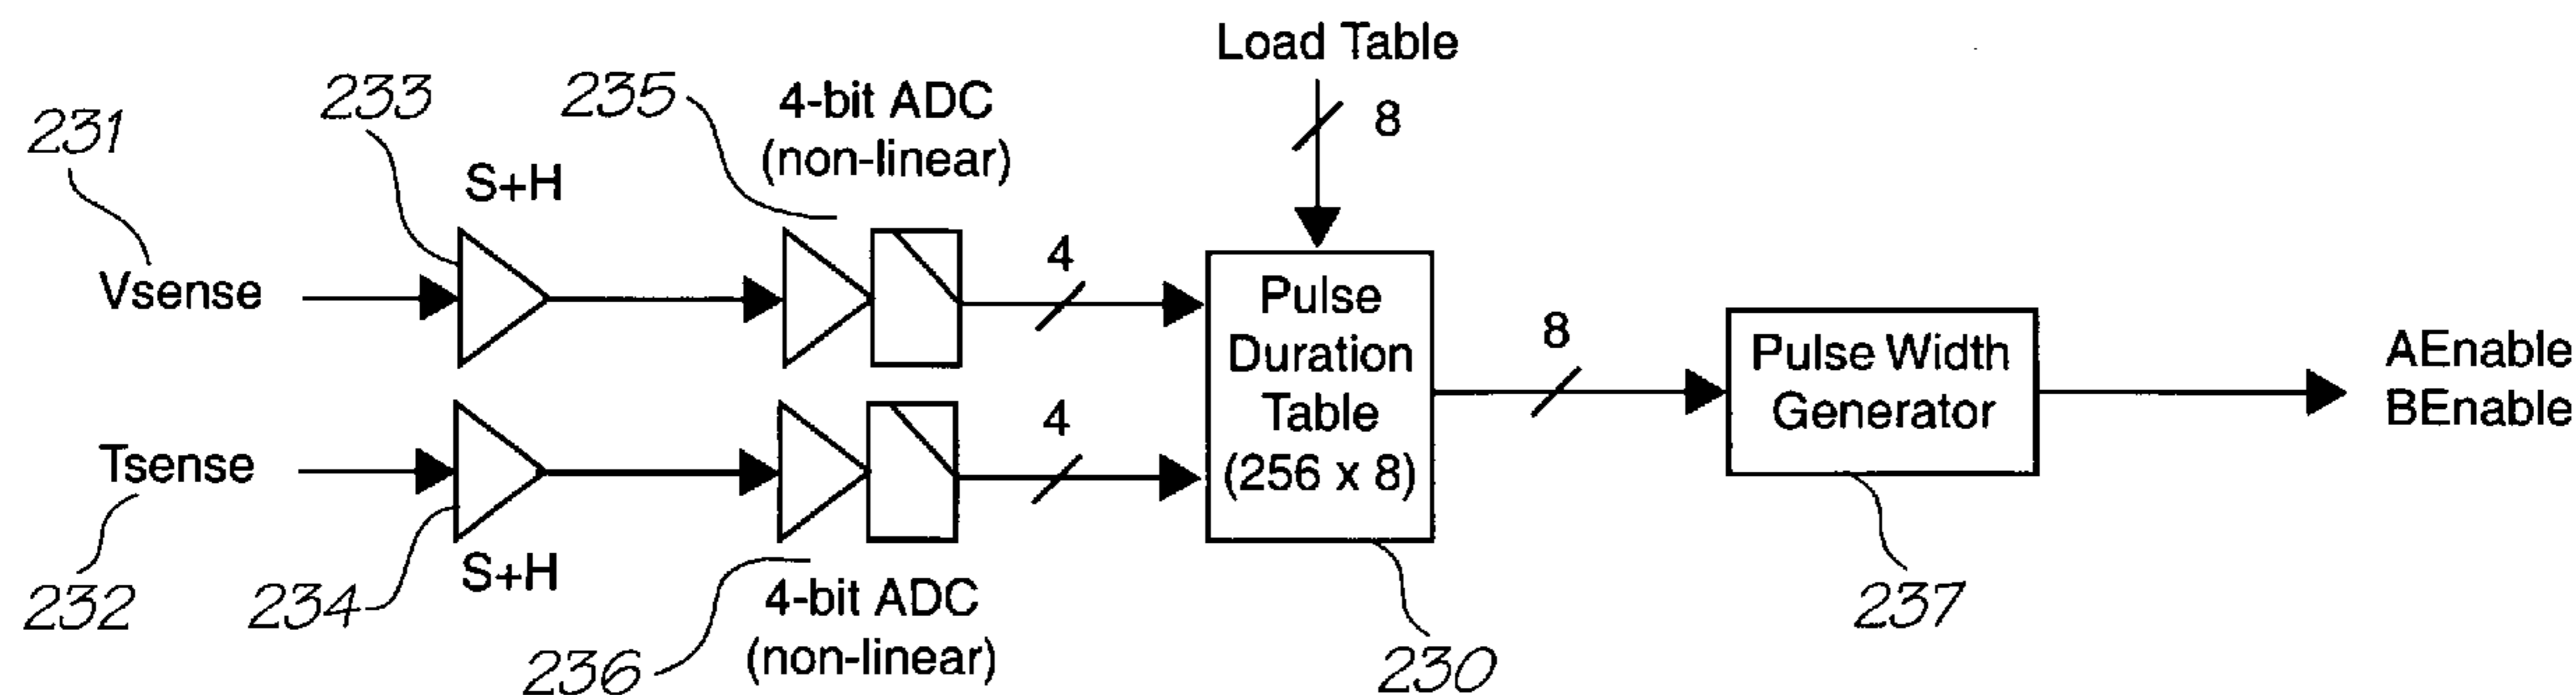 Load Table
8
231
233
235
4-bit ADC
(non-linear)
S+H
Vsense
4
Pulse
Duration
Table
(256 x 8)
8
Pulse Width
Generator
AEnable
BEnable
Tsense
4
232
234
S+H
236
4-bit ADC
(non-linear)
230
237